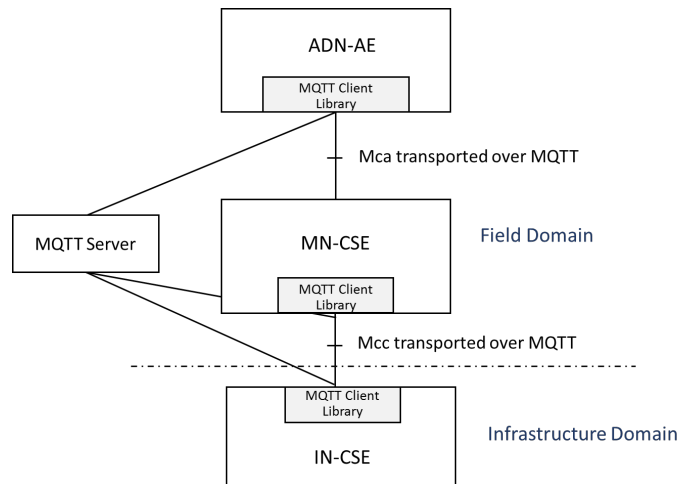 ADN-AE
MQTT Client
Library
Mca transported over MQTT
MQTT Server
MN-CSE
Field Domain
MQTT Client
Library
Mcc transported over MQTT
MQTT Client
Library
Infrastructure Domain
IN-CSE